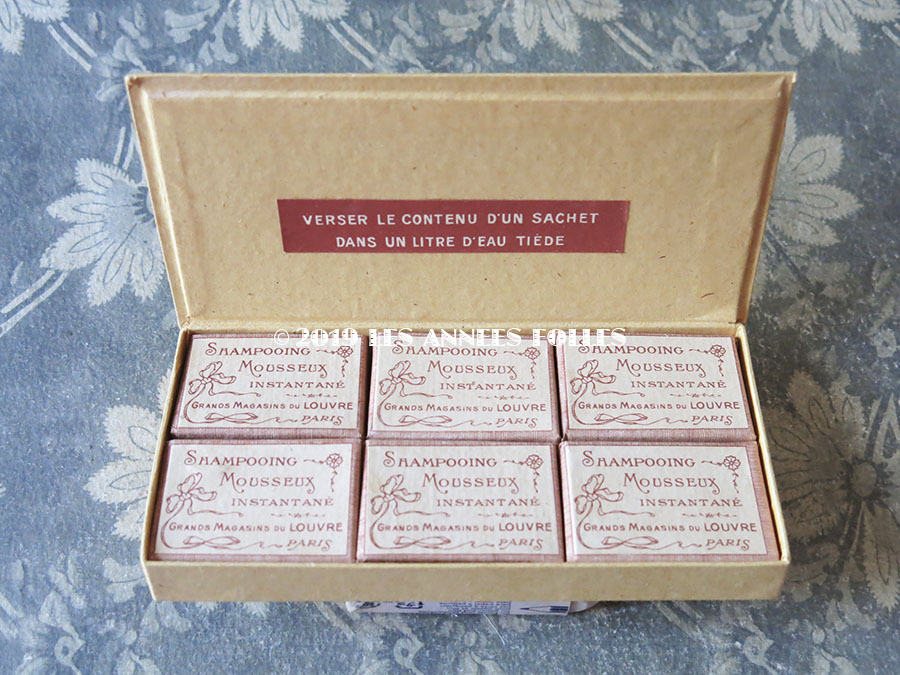 VERSER LE CONTENU D'UN SACHET
DANS UN LITRE D'EAU TIÈDE
© 2019 LES ANNEES FOLLES
SHAMPOOING
MOUSSEUX
INSTANTANÉ
GRANDS MAGASINS DU LOUVRE
PARIS
SHAMPOOING
MOUSSEUX
INSTANTANÉ
GRANDS MAGASINS DU LOUVRE
PARIS
SHAMPOOING
MOUSSEUX
INSTANTANÉ
GRANDS MAGASINS DU LOUVRE
PARIS
SHAMPOOING
MOUSSEUX
INSTANTANÉ
GRANDS MAGASINS DU LOUVRE
PARIS
SHAMPOOING
MOUSSEUX
INSTANTANÉ
GRANDS MAGASINS DU LOUVRE
PARIS
SHAMPOOING
MOUSSEUX
INSTANTANÉ
GRANDS MAGASINS DU LOUVRE
PARIS